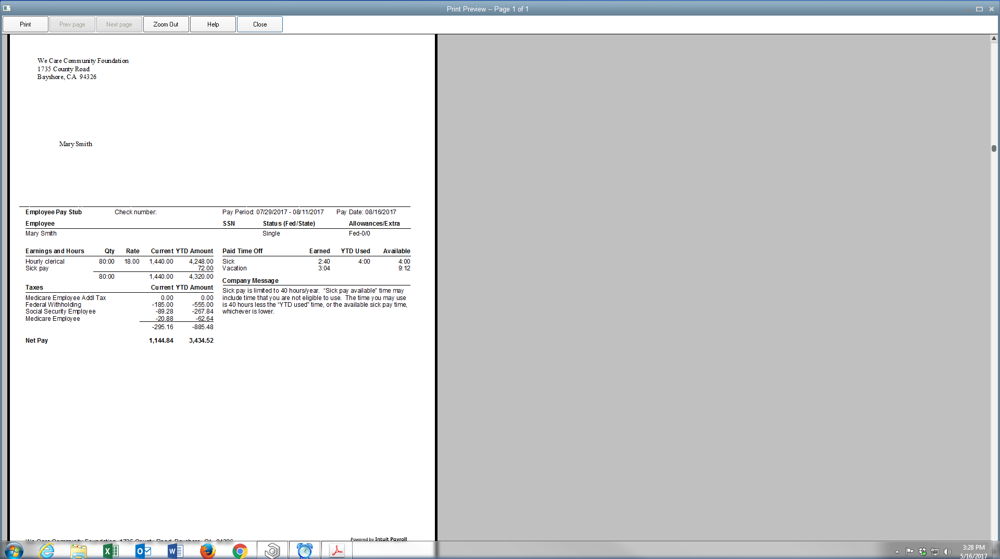 Print Preview -- Page 1 of 1
Print Prev page Next page Zoom Out Help Close
We Care Community Foundation
1735 County Road
Bayshore, CA 94326
Mary Smith
Employee Pay Stub Check number: Pay Period: 07/29/2017 - 08/11/2017 Pay Date: 08/16/2017
Employee SSN Status (Fed/State) Allowances/Extra
Mary Smith Single Fed-0/0
Earnings and Hours Qty Rate Current YTD Amount
Hourly clerical 80:00 18.00 1,440.00 4,248.00
Sick pay 72.00
80:00 1,440.00 4,320.00
Taxes Current YTD Amount
Medicare Employee Addl Tax 0.00 0.00
Federal Withholding -185.00 -555.00
Social Security Employee -89.28 -267.84
Medicare Employee -20.88 -62.64
-295.16 -885.48
Net Pay 1,144.84 3,434.52
Paid Time Off Earned YTD Used Available
Sick 2:40 4:00 4:00
Vacation 3:04 9:12
Company Message
Sick pay is limited to 40 hours/year. “Sick pay available” time may
include time that you are not eligible to use. The time you may use
is 40 hours less the “YTD used” time, or the available sick pay time,
whichever is lower.
We Care Community Foundation, 1735 County Road, Bayshore, CA 94326
Powered by Intuit Payroll
3:28 PM
5/16/2017